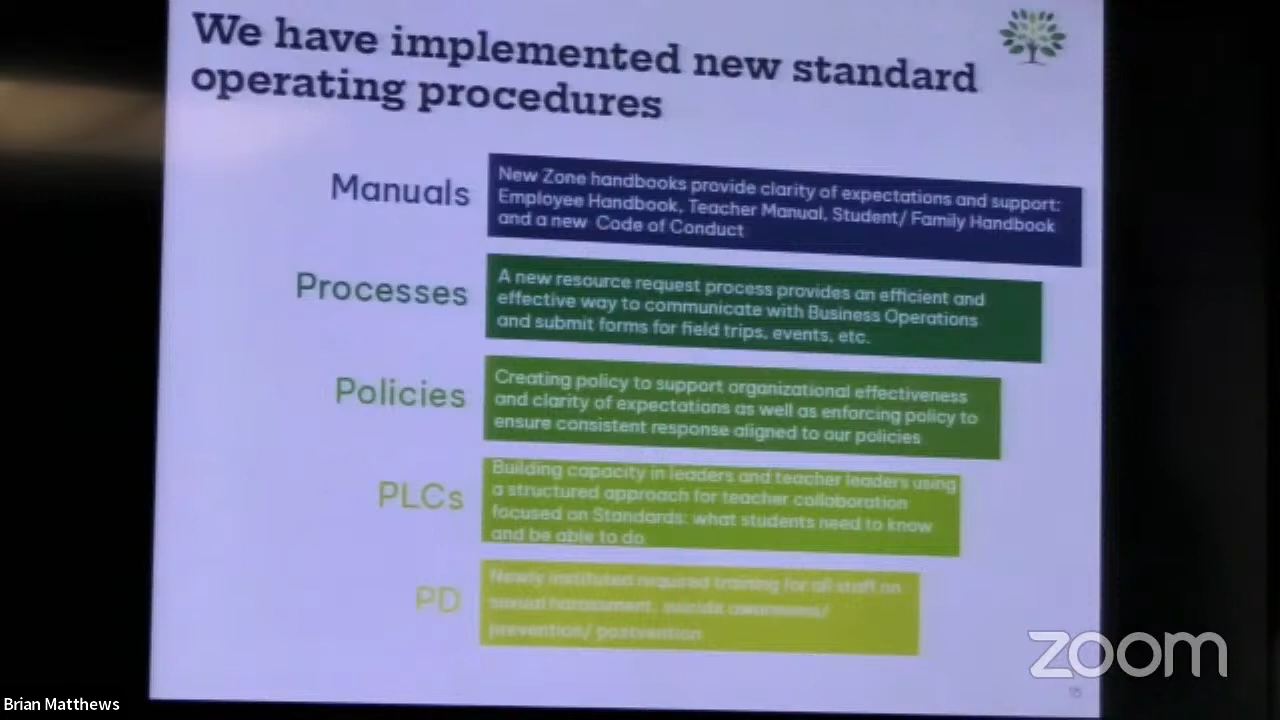 We have implemented new standard
operating procedures
Manuals
New Zone handbooks provide clarity of expectations and support:
Employee Handbook, Teacher Manual, Student/ Family Handbook
and a new Code of Conduct
Processes
A new resource request process provides an efficient and
effective way to communicate with Business Operations
and submit forms for field trips, events, etc.
Policies
Creating policy to support organizational effectiveness
and clarity of expectations as well as enforcing policy to
ensure consistent response aligned to our policies
PLCs
Building capacity in leaders and teacher leaders using
a structured approach for teacher collaboration
focused on Standards: what students need to know
and be able to do
PD
Newly instituted required training for all staff on
sexual harassment, suicide awareness/
prevention/ postvention
zoom
Brian Matthews